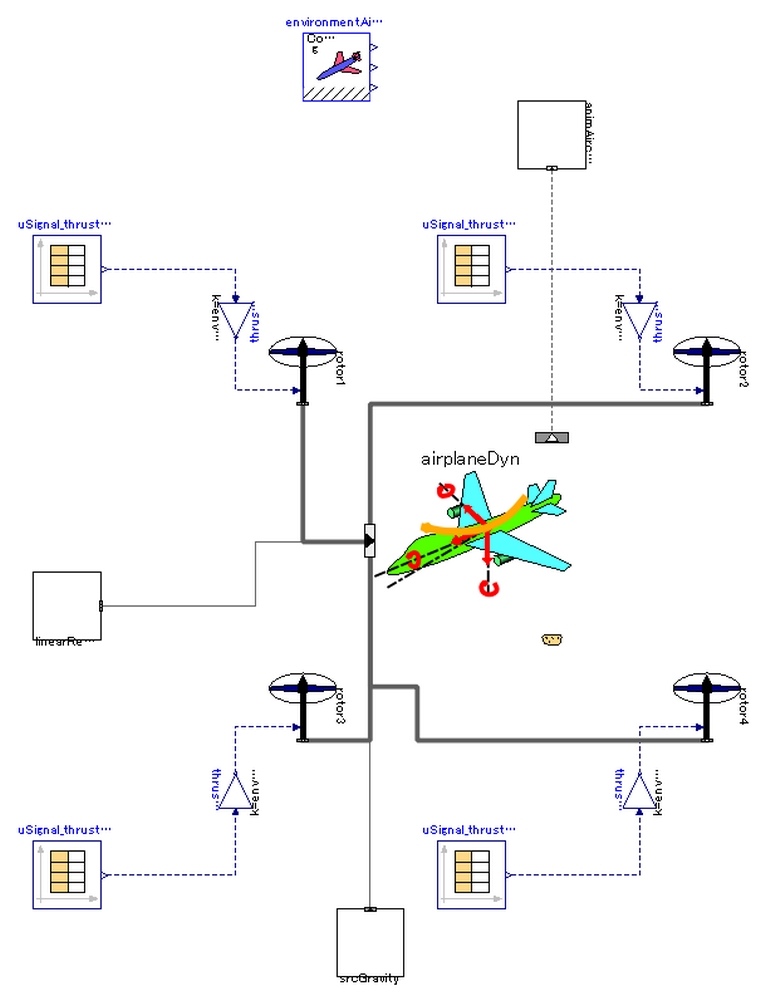 environmentAi…
Co…
g
animAirc…
uSignal_thrust…
uSignal_thrust…
k=env…
thrus…
k=env…
thrus…
rotor1
rotor2
airplaneDyn
linearRe…
rotor3
rotor4
thrus…
k=env…
thrus…
k=env…
uSignal_thrust…
uSignal_thrust…
srcGravity